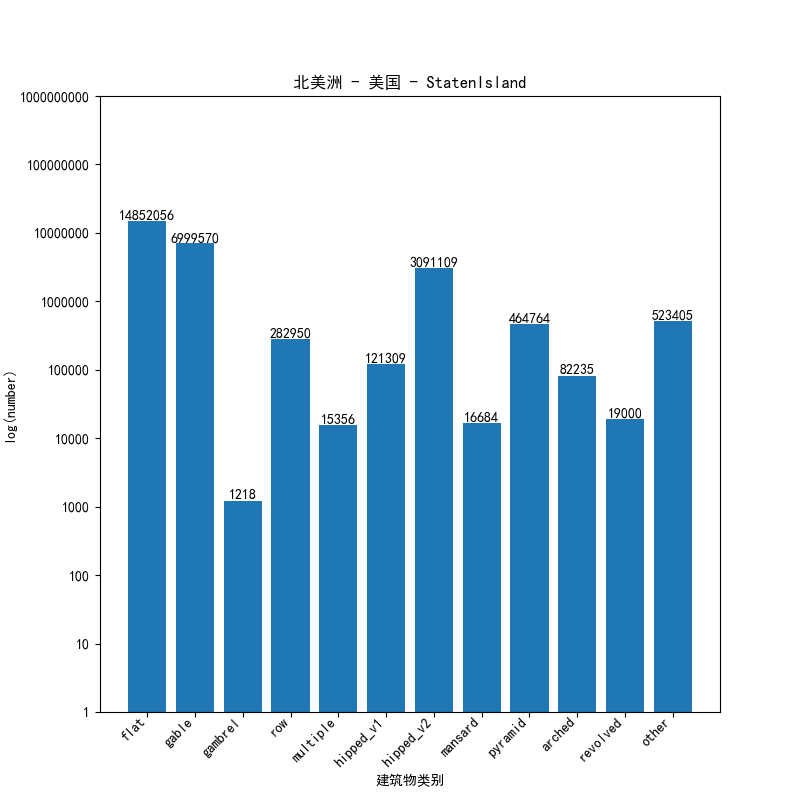 北美洲 - 美国 - StatenIsland
1000000000
100000000
10000000
1000000
100000
10000
1000
100
10
1
log(number)
14852056
6999570
1218
282950
15356
121309
3091109
16684
464764
82235
19000
523405
flat
gable
gambrel
row
multiple
hipped_v1
hipped_v2
mansard
pyramid
arched
revolved
other
建筑物类别